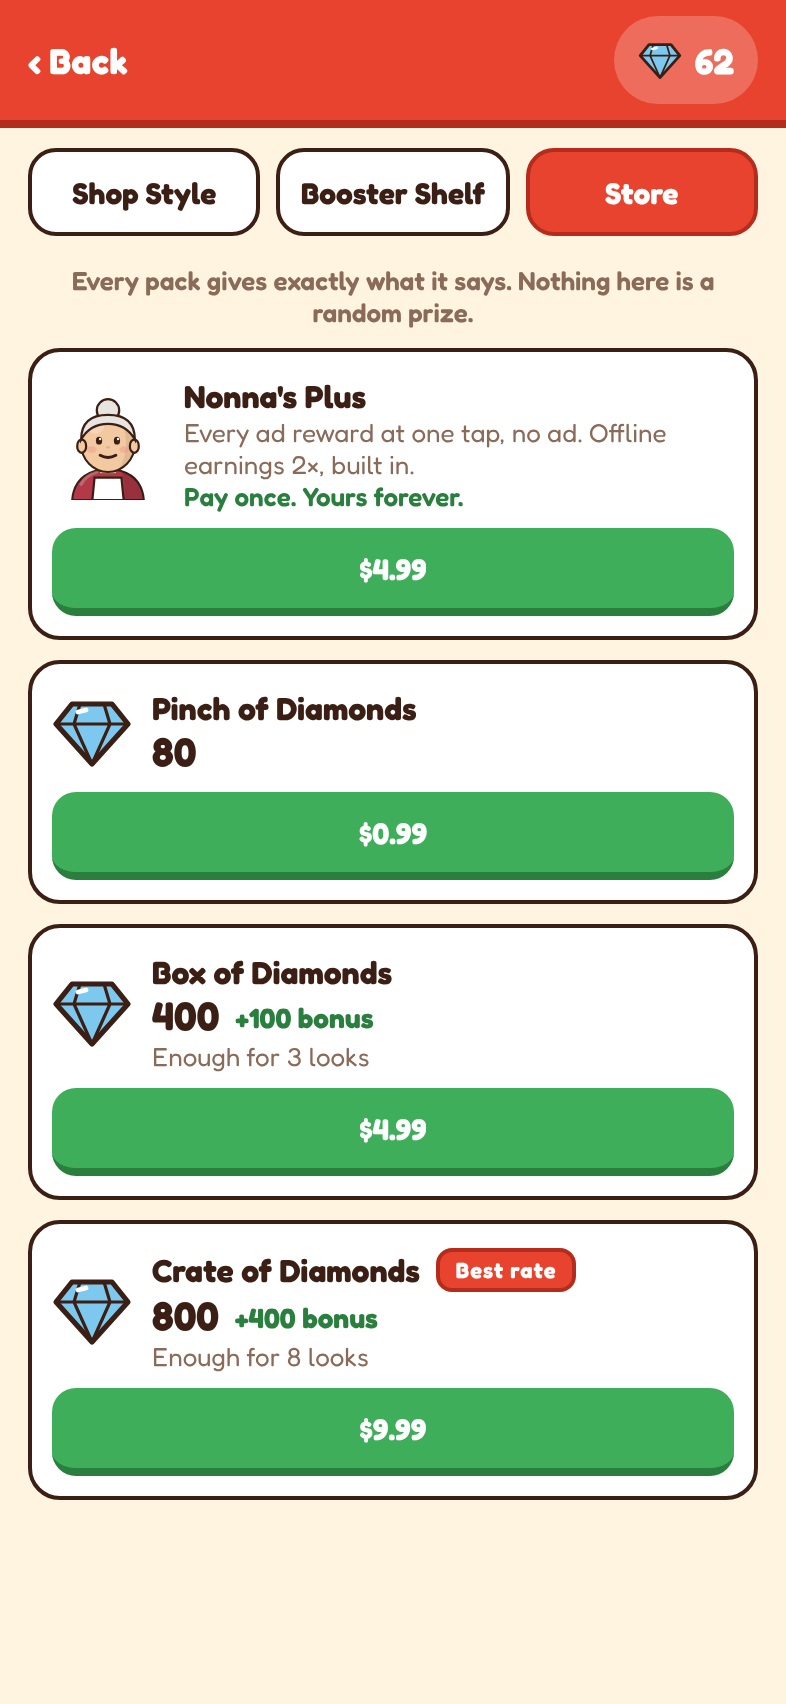 ‹ Back
62
Shop Style
Booster Shelf
Store
Every pack gives exactly what it says. Nothing here is a
random prize.
Nonna's Plus
Every ad reward at one tap, no ad. Offline
earnings 2×, built in.
Pay once. Yours forever.
$4.99
Pinch of Diamonds
80
$0.99
Box of Diamonds
400 +100 bonus
Enough for 3 looks
$4.99
Crate of Diamonds Best rate
800 +400 bonus
Enough for 8 looks
$9.99